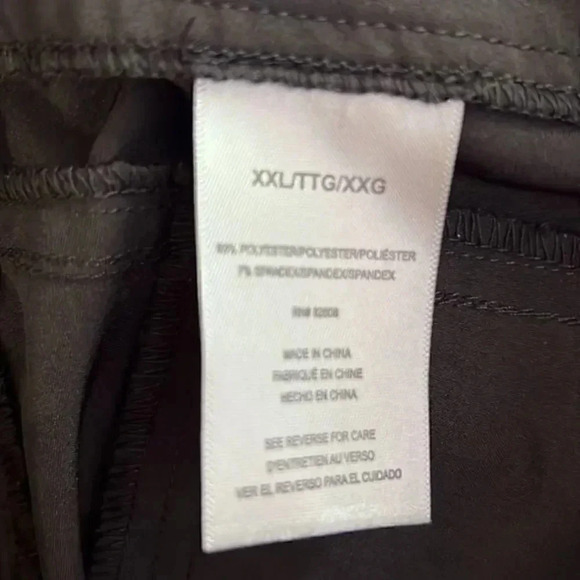 XXL/TTG/XXG
POLYESTER/POLYESTER/POLIÉSTER
7% SPANDEX/SPANDEX/SPANDEX
RN#
MADE IN CHINA
FABRIQUÉ EN CHINE
HECHO EN CHINA
SEE REVERSE FOR CARE
D'ENTRETIEN AU VERSO
VER EL REVERSO PARA EL CUIDADO